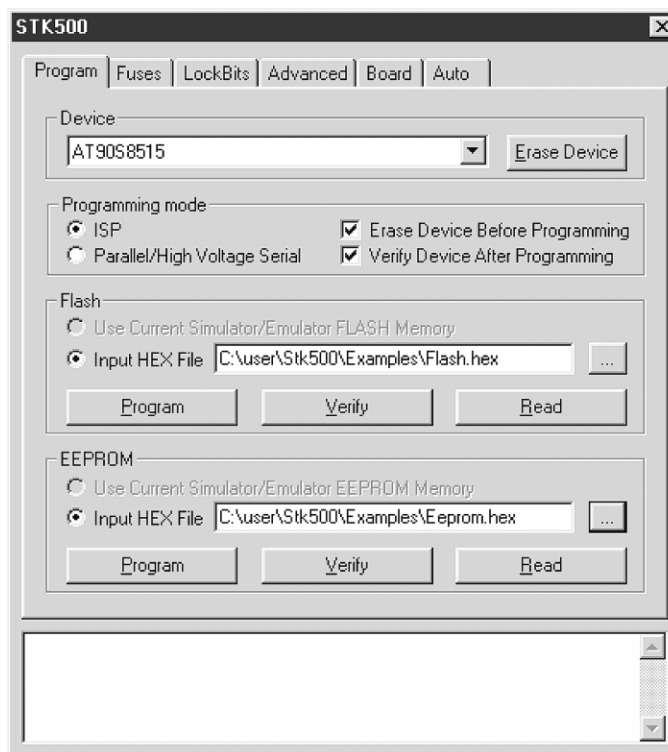 STK500
Program Fuses LockBits Advanced Board Auto
Device
AT90S8515 Erase Device
Programming mode
ISP Erase Device Before Programming
Parallel/High Voltage Serial Verify Device After Programming
Flash
Use Current Simulator/Emulator FLASH Memory
Input HEX File C:\user\Stk500\Examples\Flash.hex ...
Program Verify Read
EEPROM
Use Current Simulator/Emulator EEPROM Memory
Input HEX File C:\user\Stk500\Examples\Eeprom.hex ...
Program Verify Read